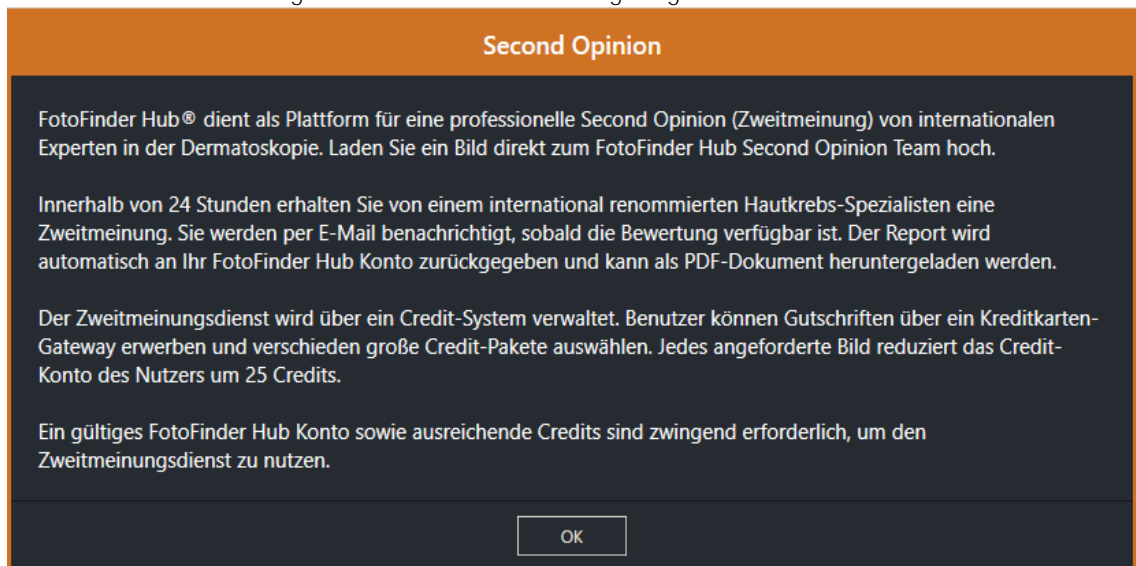 Second Opinion
FotoFinder Hub® dient als Plattform für eine professionelle Second Opinion (Zweitmeinung) von internationalen
Experten in der Dermatoskopie. Laden Sie ein Bild direkt zum FotoFinder Hub Second Opinion Team hoch.
Innerhalb von 24 Stunden erhalten Sie von einem international renommierten Hautkrebs-Spezialisten eine
Zweitmeinung. Sie werden per E-Mail benachrichtigt, sobald die Bewertung verfügbar ist. Der Report wird
automatisch an Ihr FotoFinder Hub Konto zurückgegeben und kann als PDF-Dokument heruntergeladen werden.
Der Zweitmeinungsdienst wird über ein Credit-System verwaltet. Benutzer können Gutschriften über ein Kreditkarten-
Gateway erwerben und verschieden große Credit-Pakete auswählen. Jedes angeforderte Bild reduziert das Credit-
Konto des Nutzers um 25 Credits.
Ein gültiges FotoFinder Hub Konto sowie ausreichende Credits sind zwingend erforderlich, um den
Zweitmeinungsdienst zu nutzen.
OK